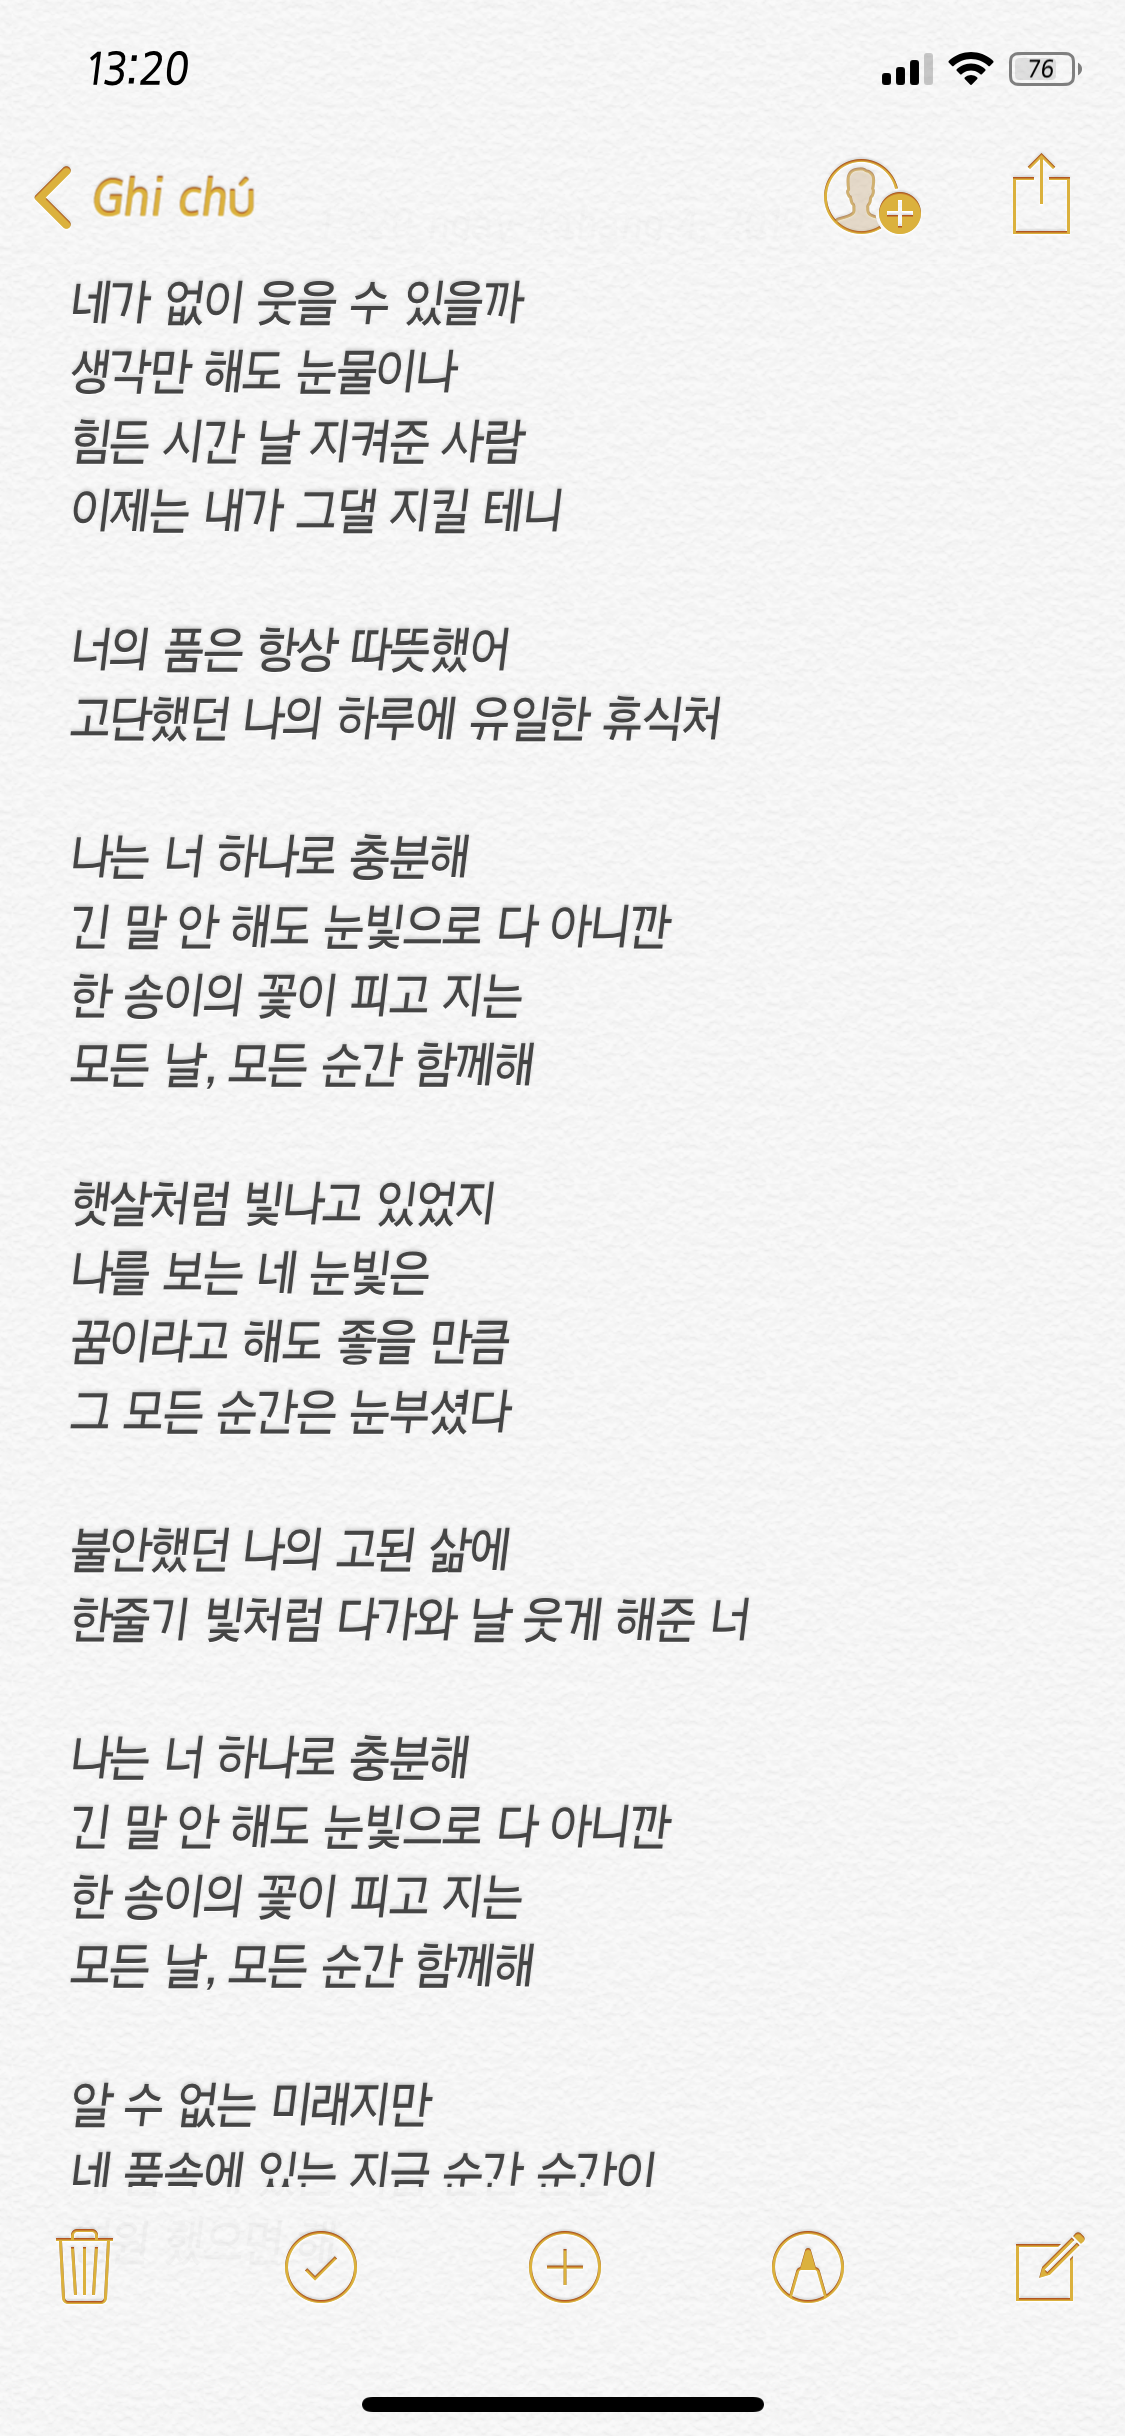 13:20
76
Ghi chú
네가 없이 웃을 수 있을까
생각만 해도 눈물이나
힘든 시간 날 지켜준 사람
이제는 내가 그댈 지킬 테니
너의 품은 항상 따뜻했어
고단했던 나의 하루에 유일한 휴식처
나는 너 하나로 충분해
긴 말 안 해도 눈빛으로 다 아니깐
한 송이의 꽃이 피고 지는
모든 날, 모든 순간 함께해
햇살처럼 빛나고 있었지
나를 보는 네 눈빛은
꿈이라고 해도 좋을 만큼
그 모든 순간은 눈부셨다
불안했던 나의 고된 삶에
한줄기 빛처럼 다가와 날 웃게 해준 너
나는 너 하나로 충분해
긴 말 안 해도 눈빛으로 다 아니깐
한 송이의 꽃이 피고 지는
모든 날, 모든 순간 함께해
알 수 없는 미래지만
네 품속에 있는 지금 순간 순간이